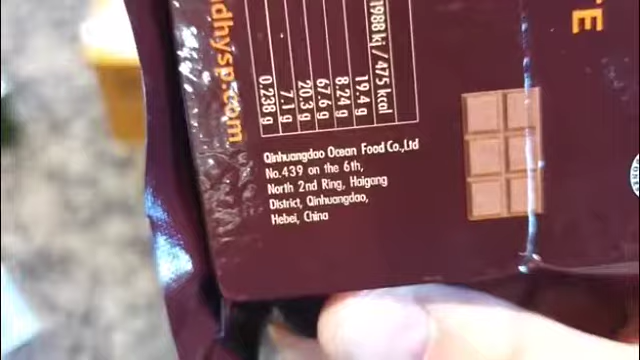 dhysp.com
1988 kj / 475 kcal
19.4 g
8.24 g
67.6 g
20.3 g
7.1 g
0.238 g
Qinhuangdao Ocean Food Co.,Ltd
No.439 on the 6th,
North 2nd Ring, Haigang
District, Qinhuangdao,
Hebei, China